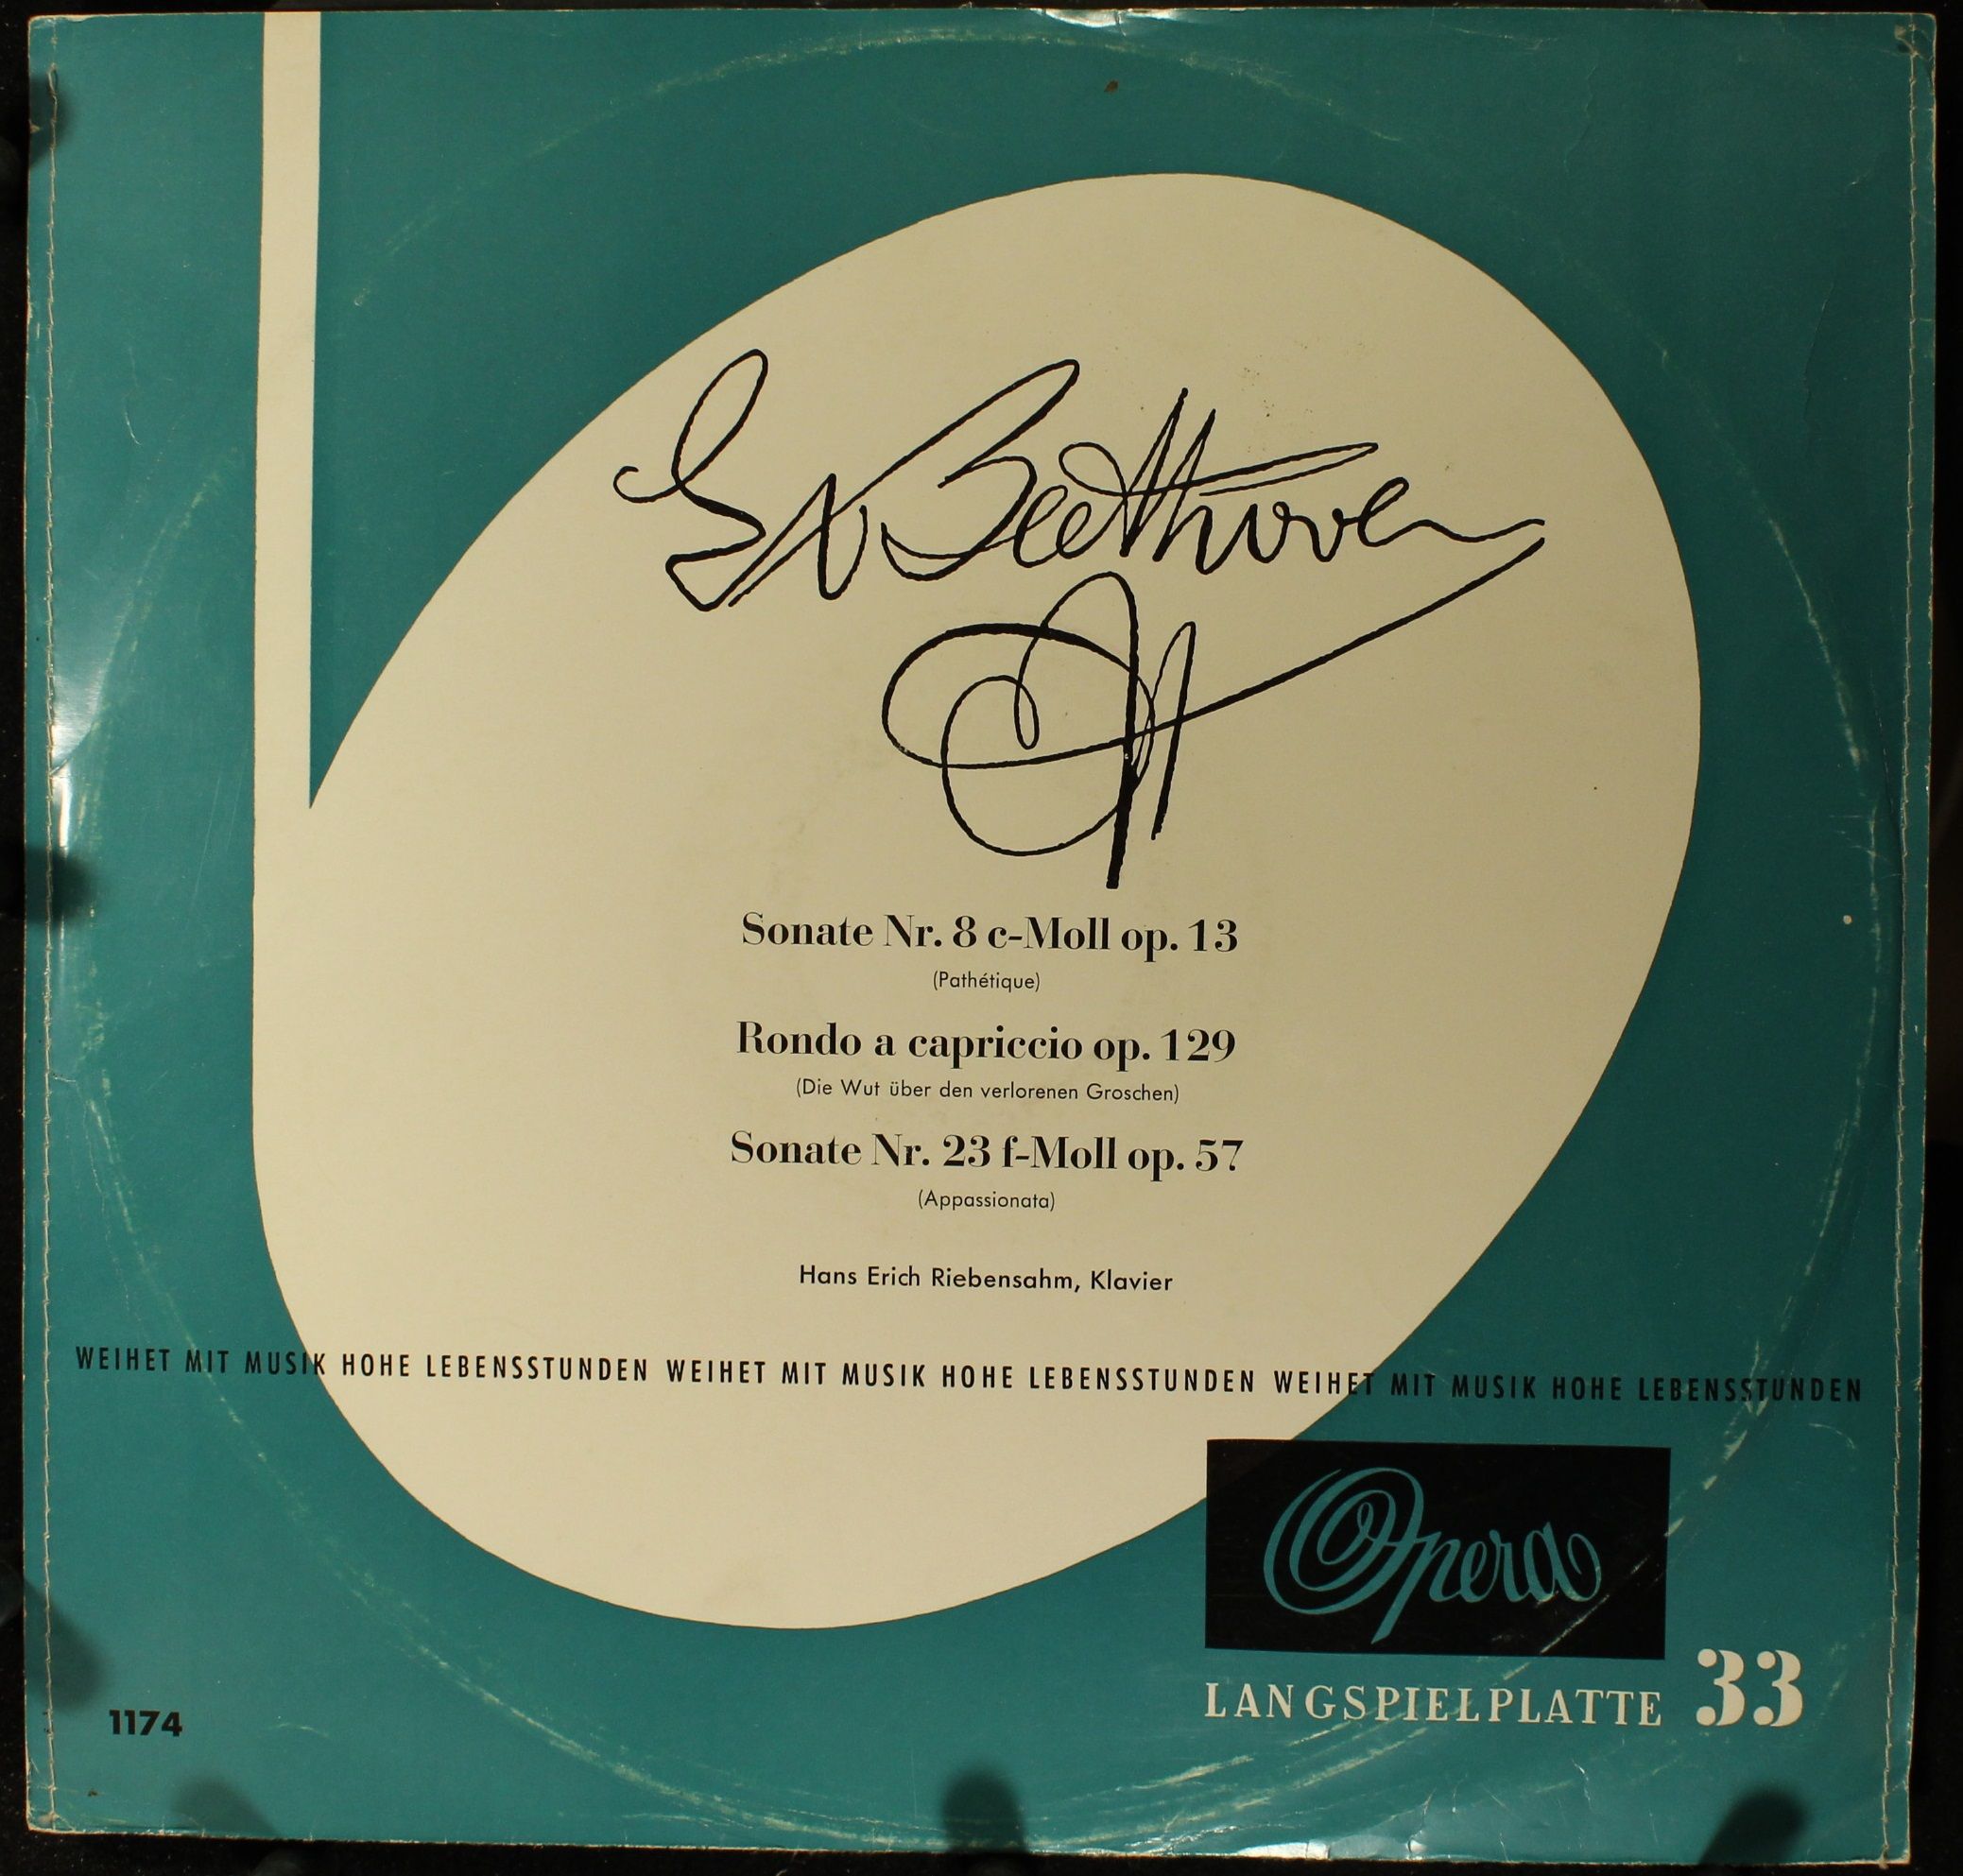 L v Beethoven
Sonate Nr. 8 c-Moll op. 13
(Pathétique)
Rondo a capriccio op. 129
(Die Wut über den verlorenen Groschen)
Sonate Nr. 23 f-Moll op. 57
(Appassionata)
Hans Erich Riebensahm, Klavier
WEIHET MIT MUSIK HOHE LEBENSSTUNDEN WEIHET MIT MUSIK HOHE LEBENSSTUNDEN WEIHET MIT MUSIK HOHE LEBENSSTUNDEN
Opera
LANGSPIELPLATTE 33
1174